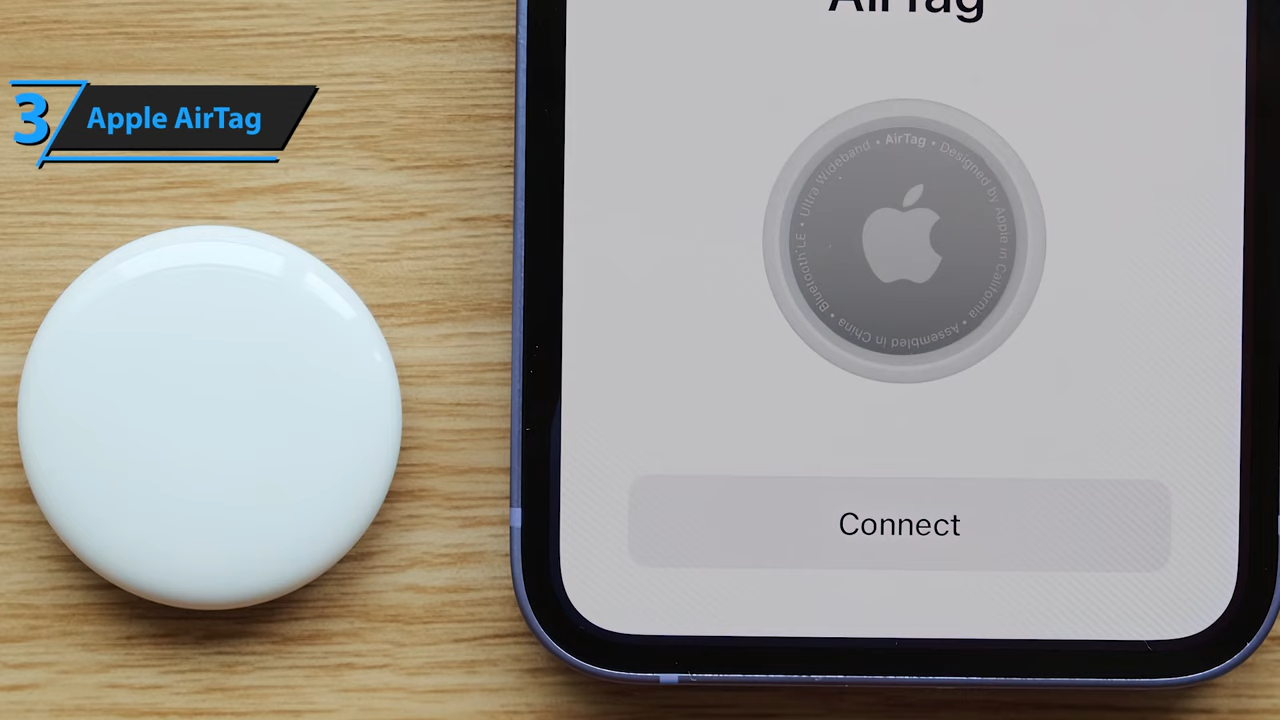 AirTag
3 Apple AirTag
Ultra Wideband • AirTag • Designed by Apple in California • Assembled in China • Bluetooth LE •
Connect